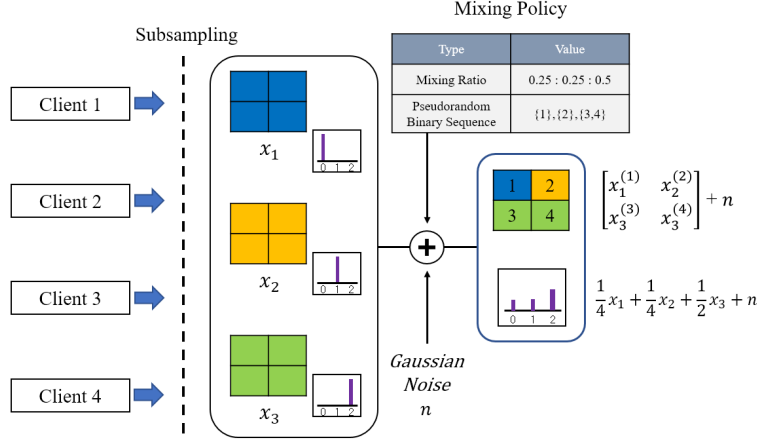 Mixing Policy
Subsampling
Type Value
Mixing Ratio 0.25 : 0.25 : 0.5
Pseudorandom
Binary Sequence {1},{2},{3,4}
Client 1
Client 2
Client 3
Client 4
x₁
0 1 2
x₂
0 1 2
x₃
0 1 2
+
Gaussian
Noise
n
1 2
3 4
0 1 2
[x₁⁽¹⁾ x₂⁽²⁾
x₃⁽³⁾ x₃⁽⁴⁾] + n
1/4 x₁ + 1/4 x₂ + 1/2 x₃ + n